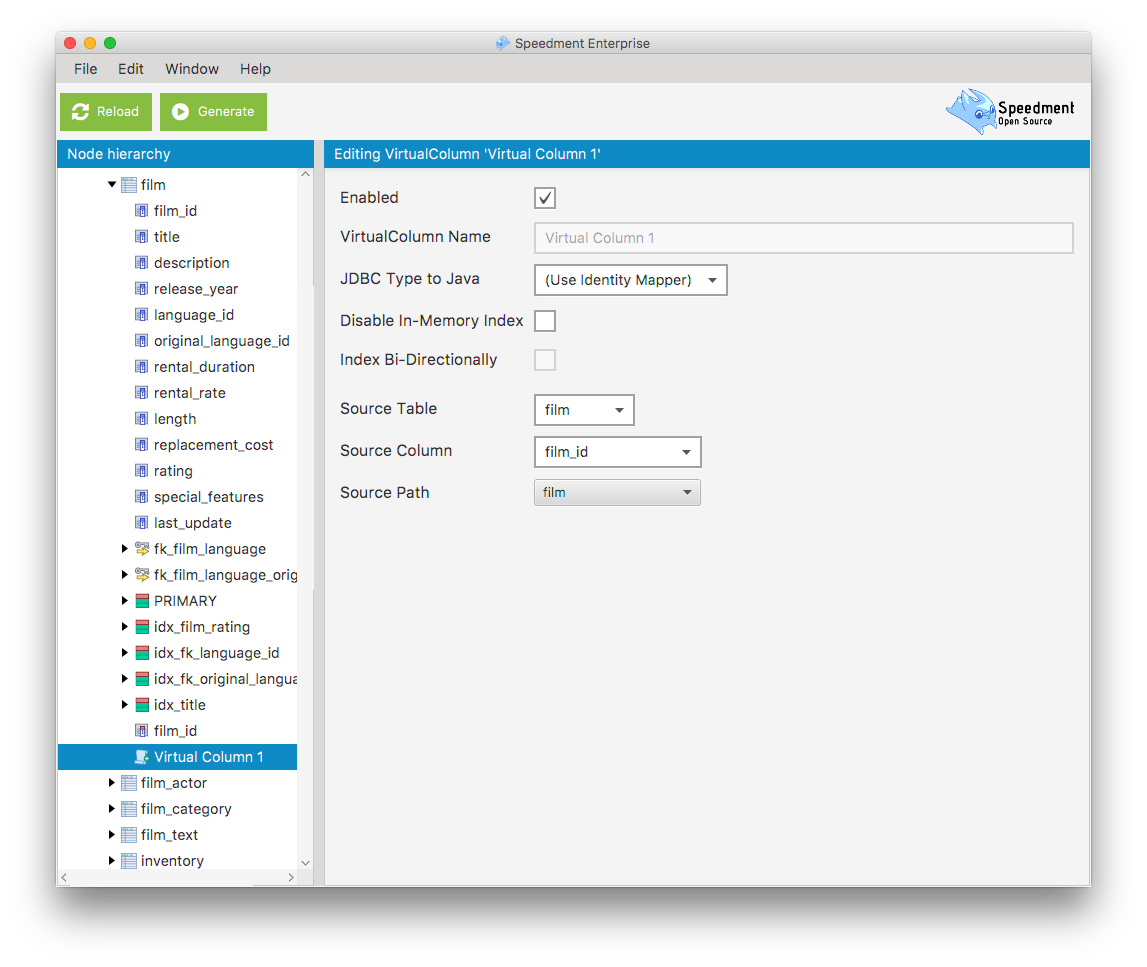 Speedment Enterprise
File Edit Window Help
Reload Generate
Speedment
Open Source
Node hierarchy
film
film_id
title
description
release_year
language_id
original_language_id
rental_duration
rental_rate
length
replacement_cost
rating
special_features
last_update
fk_film_language
fk_film_language_orig
PRIMARY
idx_film_rating
idx_fk_language_id
idx_fk_original_langua
idx_title
film_id
Virtual Column 1
film_actor
film_category
film_text
inventory
Editing VirtualColumn 'Virtual Column 1'
Enabled
VirtualColumn Name Virtual Column 1
JDBC Type to Java (Use Identity Mapper)
Disable In-Memory Index
Index Bi-Directionally
Source Table film
Source Column film_id
Source Path film